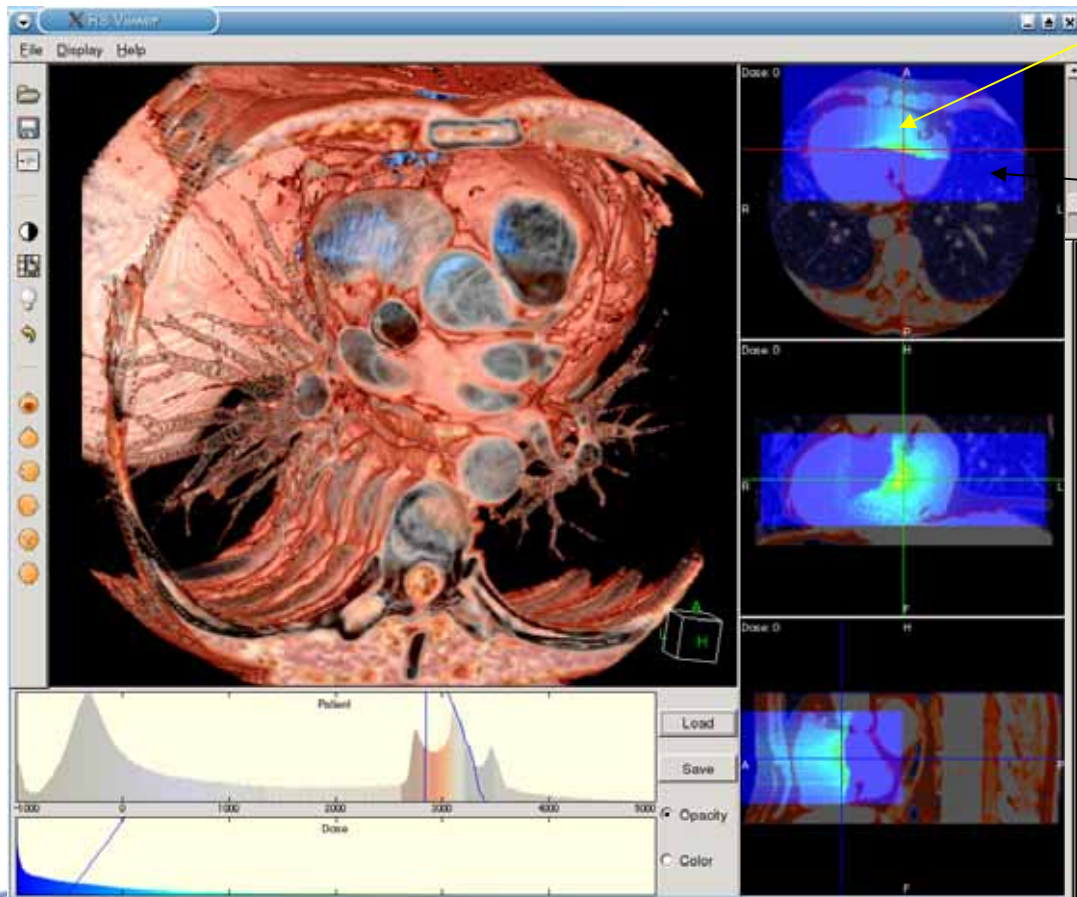 RS Viewer
File Display Help
Dose: 0
A
R
L
P
Dose: 0
H
R
L
F
Dose: 0
H
A
P
F
A
L
H
Patient
-1000 0 1000 2000 3000 4000 5000
Dose
Load
Save
Opacity
Color